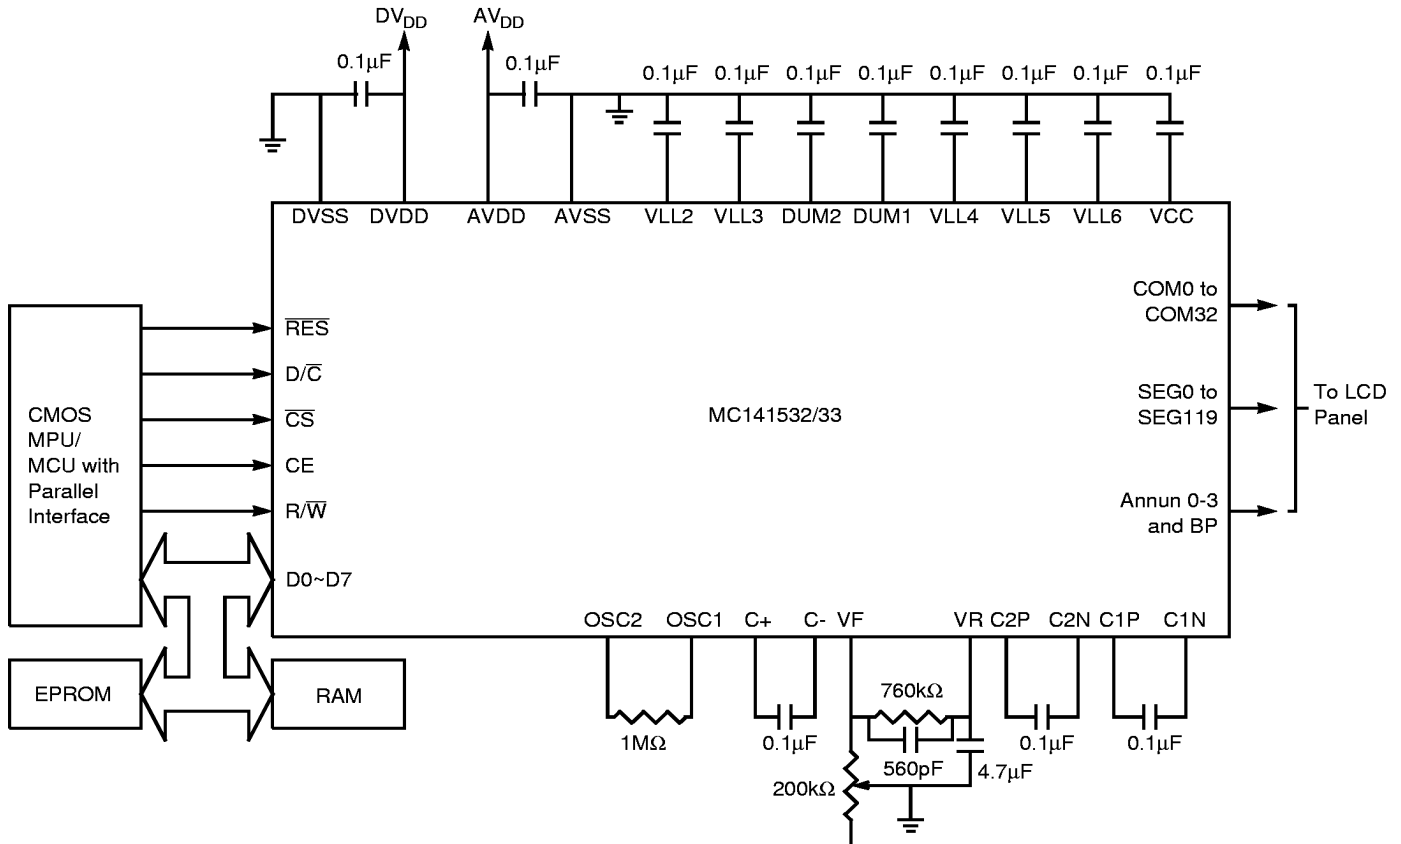 DVDD AVDD
0.1µF 0.1µF 0.1µF 0.1µF 0.1µF 0.1µF 0.1µF 0.1µF 0.1µF 0.1µF
DVSS DVDD AVDD AVSS VLL2 VLL3 DUM2 DUM1 VLL4 VLL5 VLL6 VCC
CMOS
MPU/
MCU with
Parallel
Interface
R̅E̅S̅
D/C̅
C̅S̅
CE
R/W̅
D0~D7
MC141532/33
COM0 to
COM32
SEG0 to
SEG119
Annun 0-3
and BP
To LCD
Panel
OSC2 OSC1 C+ C- VF VR C2P C2N C1P C1N
EPROM
RAM
1MΩ
0.1µF
760kΩ
560pF
4.7µF
200kΩ
0.1µF
0.1µF